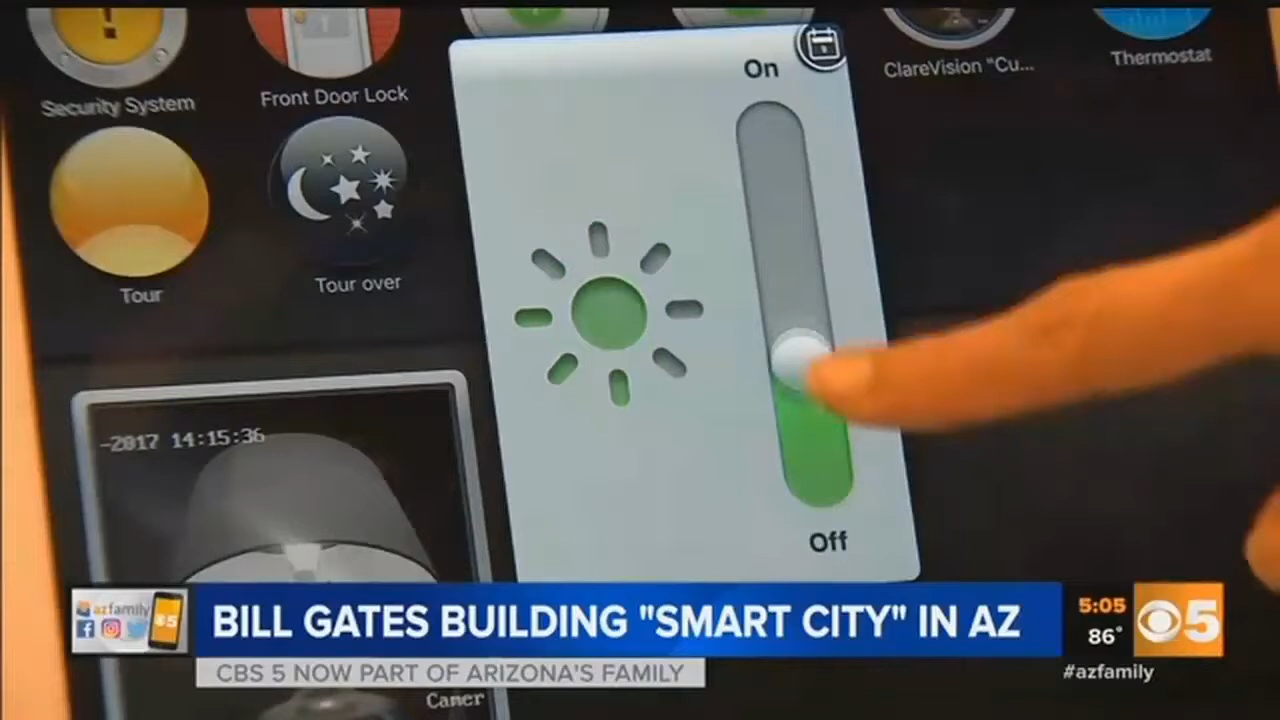 On
ClareVision "Cu...
Thermostat
Security System
Front Door Lock
Tour
Tour over
-2017 14:15:36
Off
azfamily
5
BILL GATES BUILDING "SMART CITY" IN AZ
5:05
86°
5
CBS 5 NOW PART OF ARIZONA'S FAMILY
#azfamily
Camer